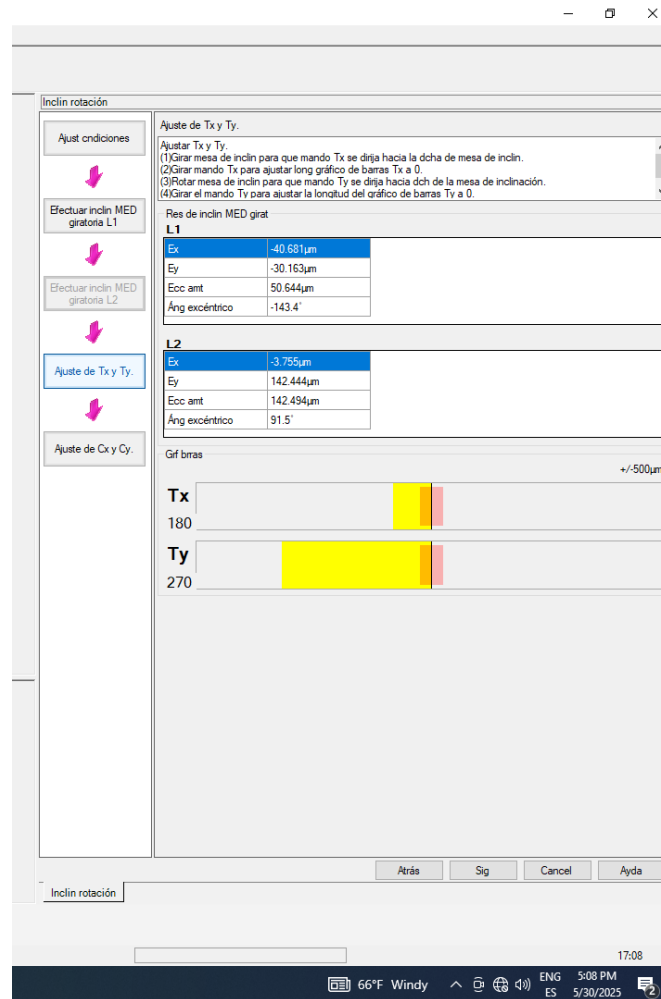 Inclin rotación
Ajust cndiciones
Efectuar inclin MED
giratoria L1
Efectuar inclin MED
giratoria L2
Ajuste de Tx y Ty.
Ajuste de Cx y Cy.
Ajuste de Tx y Ty.
Ajustar Tx y Ty.
(1)Girar mesa de inclin para que mando Tx se dirija hacia la dcha de mesa de inclin.
(2)Girar mando Tx para ajustar long gráfico de barras Tx a 0.
(3)Rotar mesa de inclin para que mando Ty se dirija hacia dch de la mesa de inclinación.
(4)Girar el mando Ty para ajustar la longitud del gráfico de barras Ty a 0.
Res de inclin MED girat
L1
Ex -40.681µm
Ey -30.163µm
Ecc amt 50.644µm
Áng excéntrico -143.4°
L2
Ex -3.755µm
Ey 142.444µm
Ecc amt 142.494µm
Áng excéntrico 91.5°
Grf brras
+/-500µm
Tx
180
Ty
270
Atrás Sig Cancel Ayda
Inclin rotación
17:08
66°F Windy ENG 5:08 PM
ES 5/30/2025 2